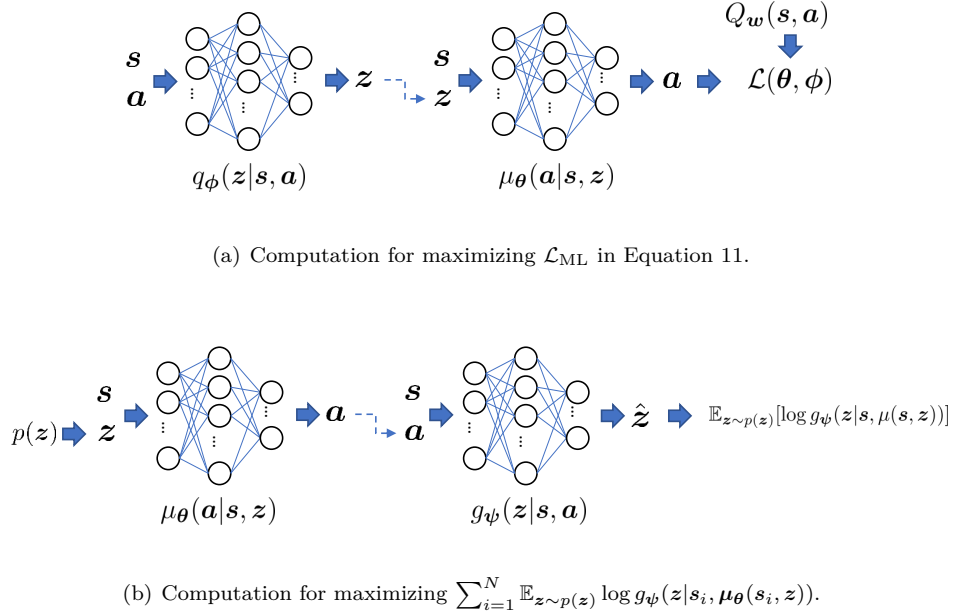 Q_w(s, a)
s
a
z
s
z
a
ℒ(θ, ϕ)
q_ϕ(z|s, a)
μ_θ(a|s, z)
(a) Computation for maximizing ℒ_ML in Equation 11.
p(z)
s
z
a
s
a
ẑ
𝔼_{z∼p(z)}[log g_ψ(z|s, μ(s, z))]
μ_θ(a|s, z)
g_ψ(z|s, a)
(b) Computation for maximizing ∑_{i=1}^{N} 𝔼_{z∼p(z)} log g_ψ(z|s_i, μ_θ(s_i, z)).